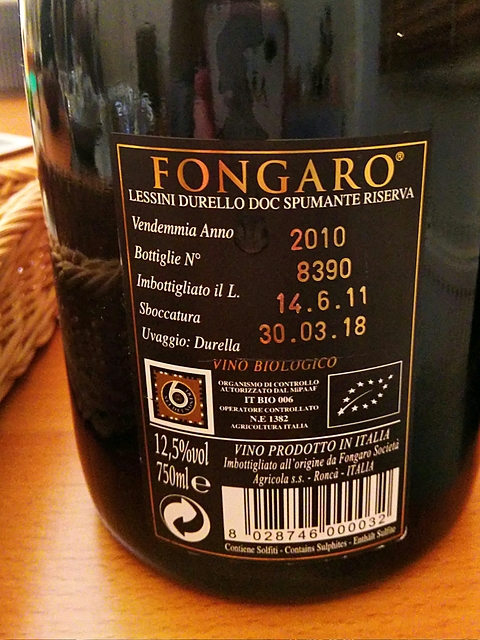 FONGARO®
LESSINI DURELLO DOC SPUMANTE RISERVA
Vendemmia Anno 2010
Bottiglie N° 8390
Imbottigliato il L. 14.6.11
Sboccatura 30.03.18
Uvaggio: Durella
VINO BIOLOGICO
ORGANISMO DI CONTROLLO
AUTORIZZATO DAL MiPAAF
IT BIO 006
OPERATORE CONTROLLATO
N.E 1382
AGRICOLTURA ITALIA
12,5%vol
750ml e
VINO PRODOTTO IN ITALIA
Imbottigliato all'origine da Fongaro Società
Agricola s.s. - Roncà - ITALIA
8 028746 000032
Contiene Solfiti - Contains Sulphites - Enthält Sulfite